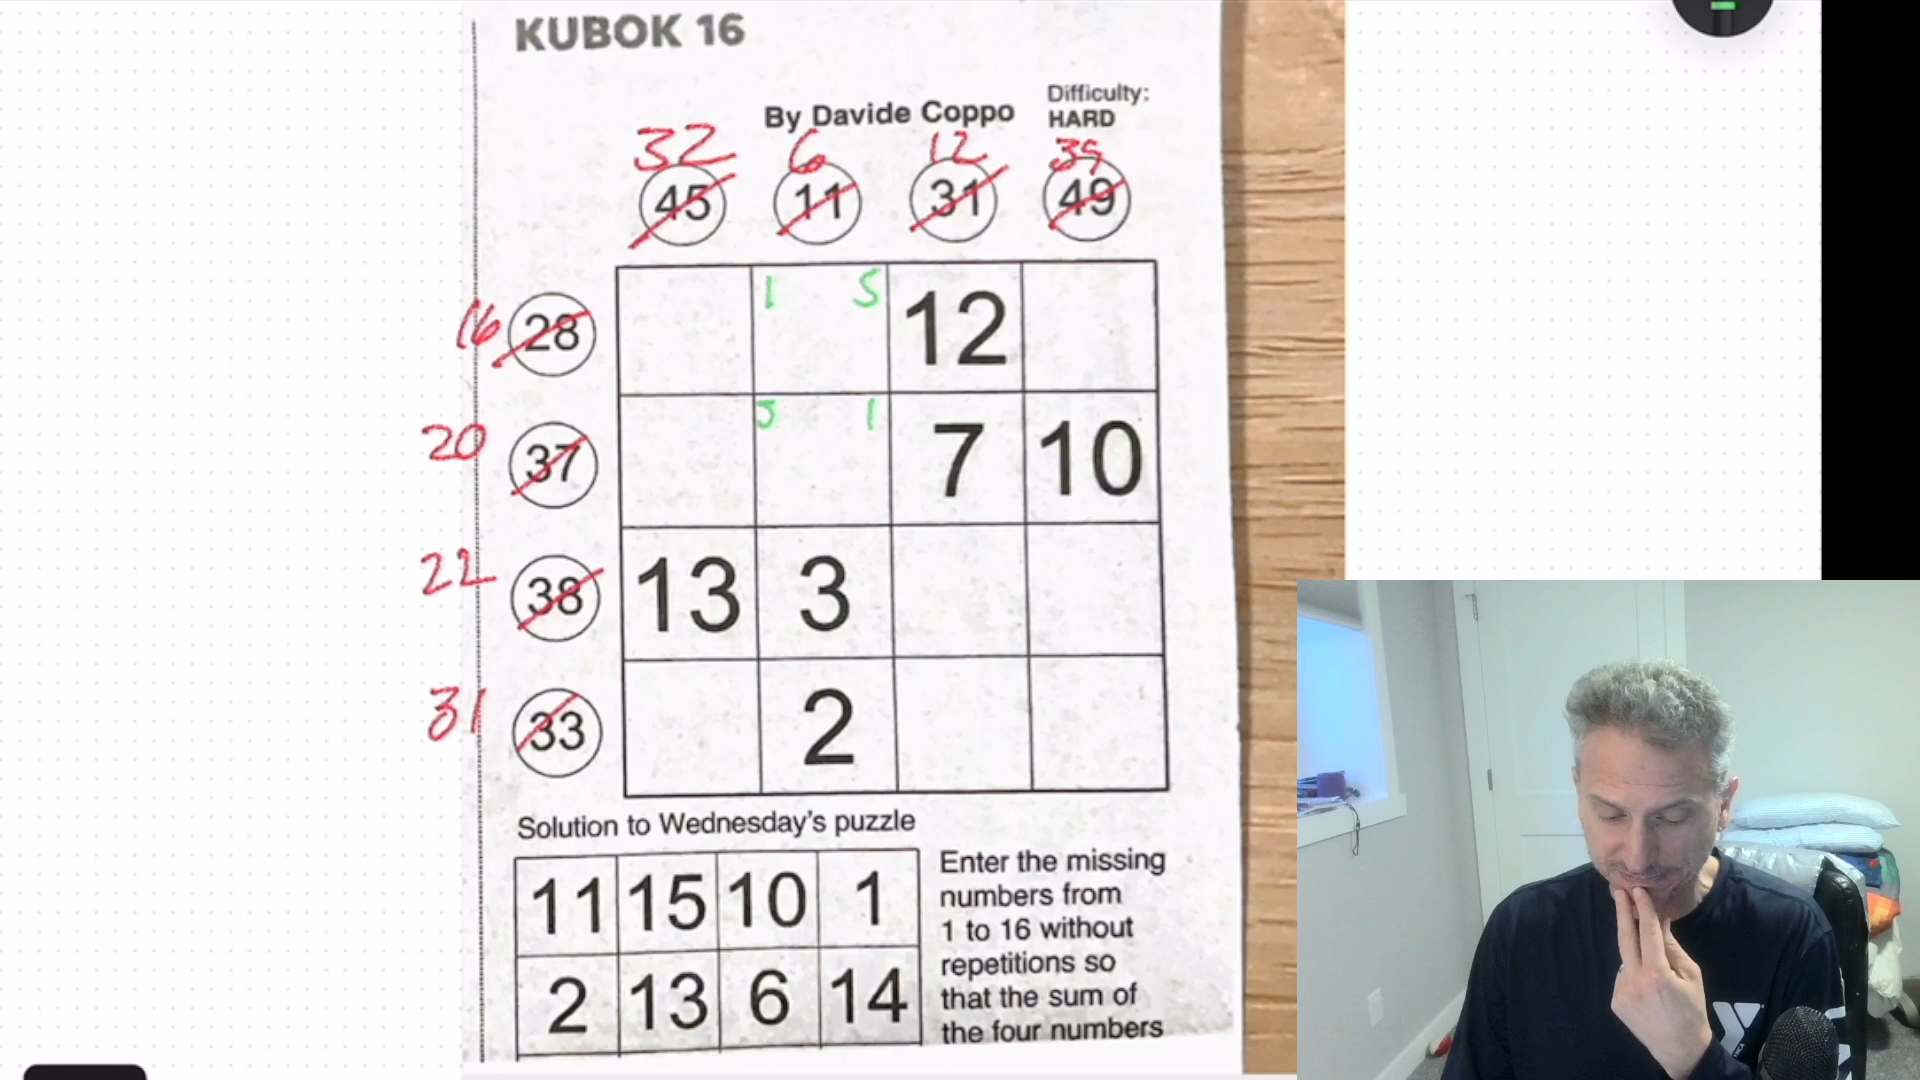 KUBOK 16
Difficulty:
By Davide Coppo HARD
32 6 12 39
45 11 31 49
1 5
16 28 12
5 1
20 37 7 10
22 38 13 3
31 33 2
Solution to Wednesday's puzzle
11 15 10 1
2 13 6 14
Enter the missing
numbers from
1 to 16 without
repetitions so
that the sum of
the four numbers
Y